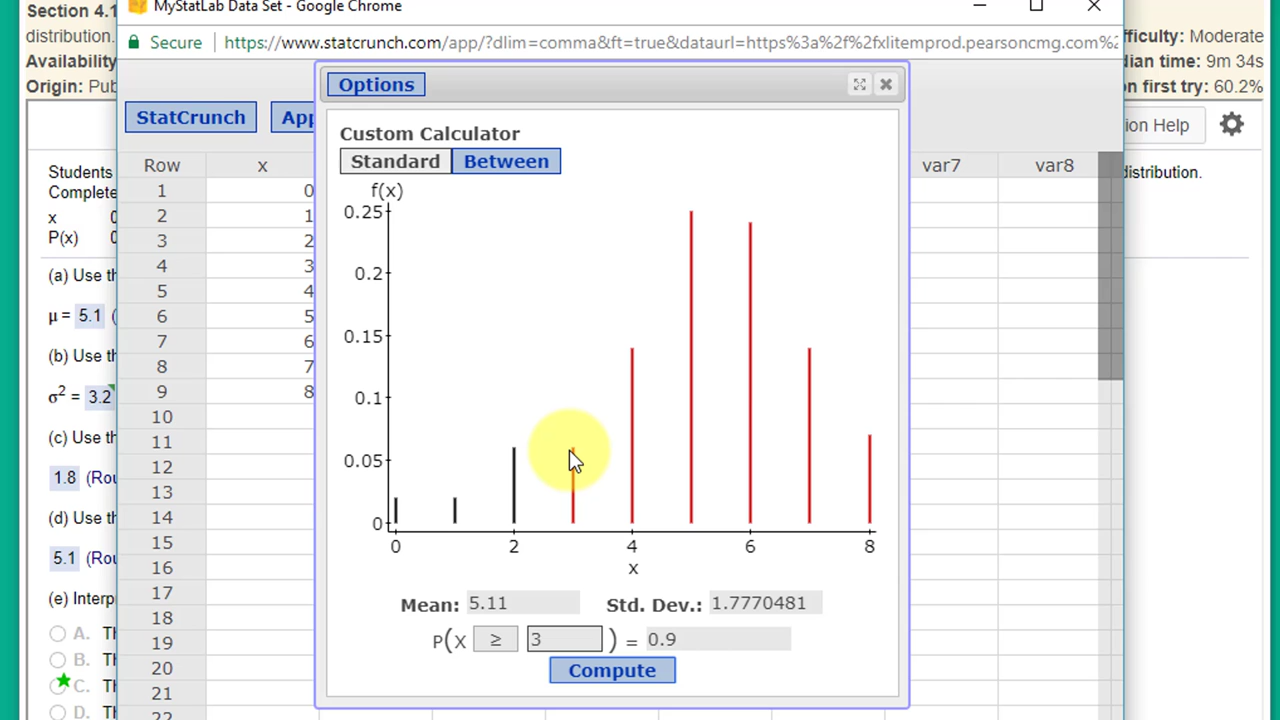 MyStatLab Data Set - Google Chrome
Section 4.1
distribution.
Availability
Origin: Pub
fficulty: Moderate
dian time: 9m 34s
on first try: 60.2%
Secure https://www.statcrunch.com/app/?dlim=comma&ft=true&dataurl=https%3a%2f%2fxlitemprod.pearsoncmg.com%2
Options
StatCrunch
App
ion Help
Custom Calculator
Standard Between
Row x var7 var8
1 0
2 1
3 2
4 3
5 4
6 5
7 6
8 7
9 8
10
11
12
13
14
15
16
17
18
19
20
21
22
Students
distribution.
Complete
x 0
P(x) 0
(a) Use th
μ = 5.1 (
(b) Use th
σ2 = 3.2
(c) Use th
1.8 (Rou
(d) Use th
5.1 (Rou
(e) Interp
A. Th
B. Th
C. Th
D. Th
f(x)
0.25
0.2
0.15
0.1
0.05
0
0 2 4 6 8
x
Mean: 5.11 Std. Dev.: 1.7770481
P(X ≥ 3 ) = 0.9
Compute